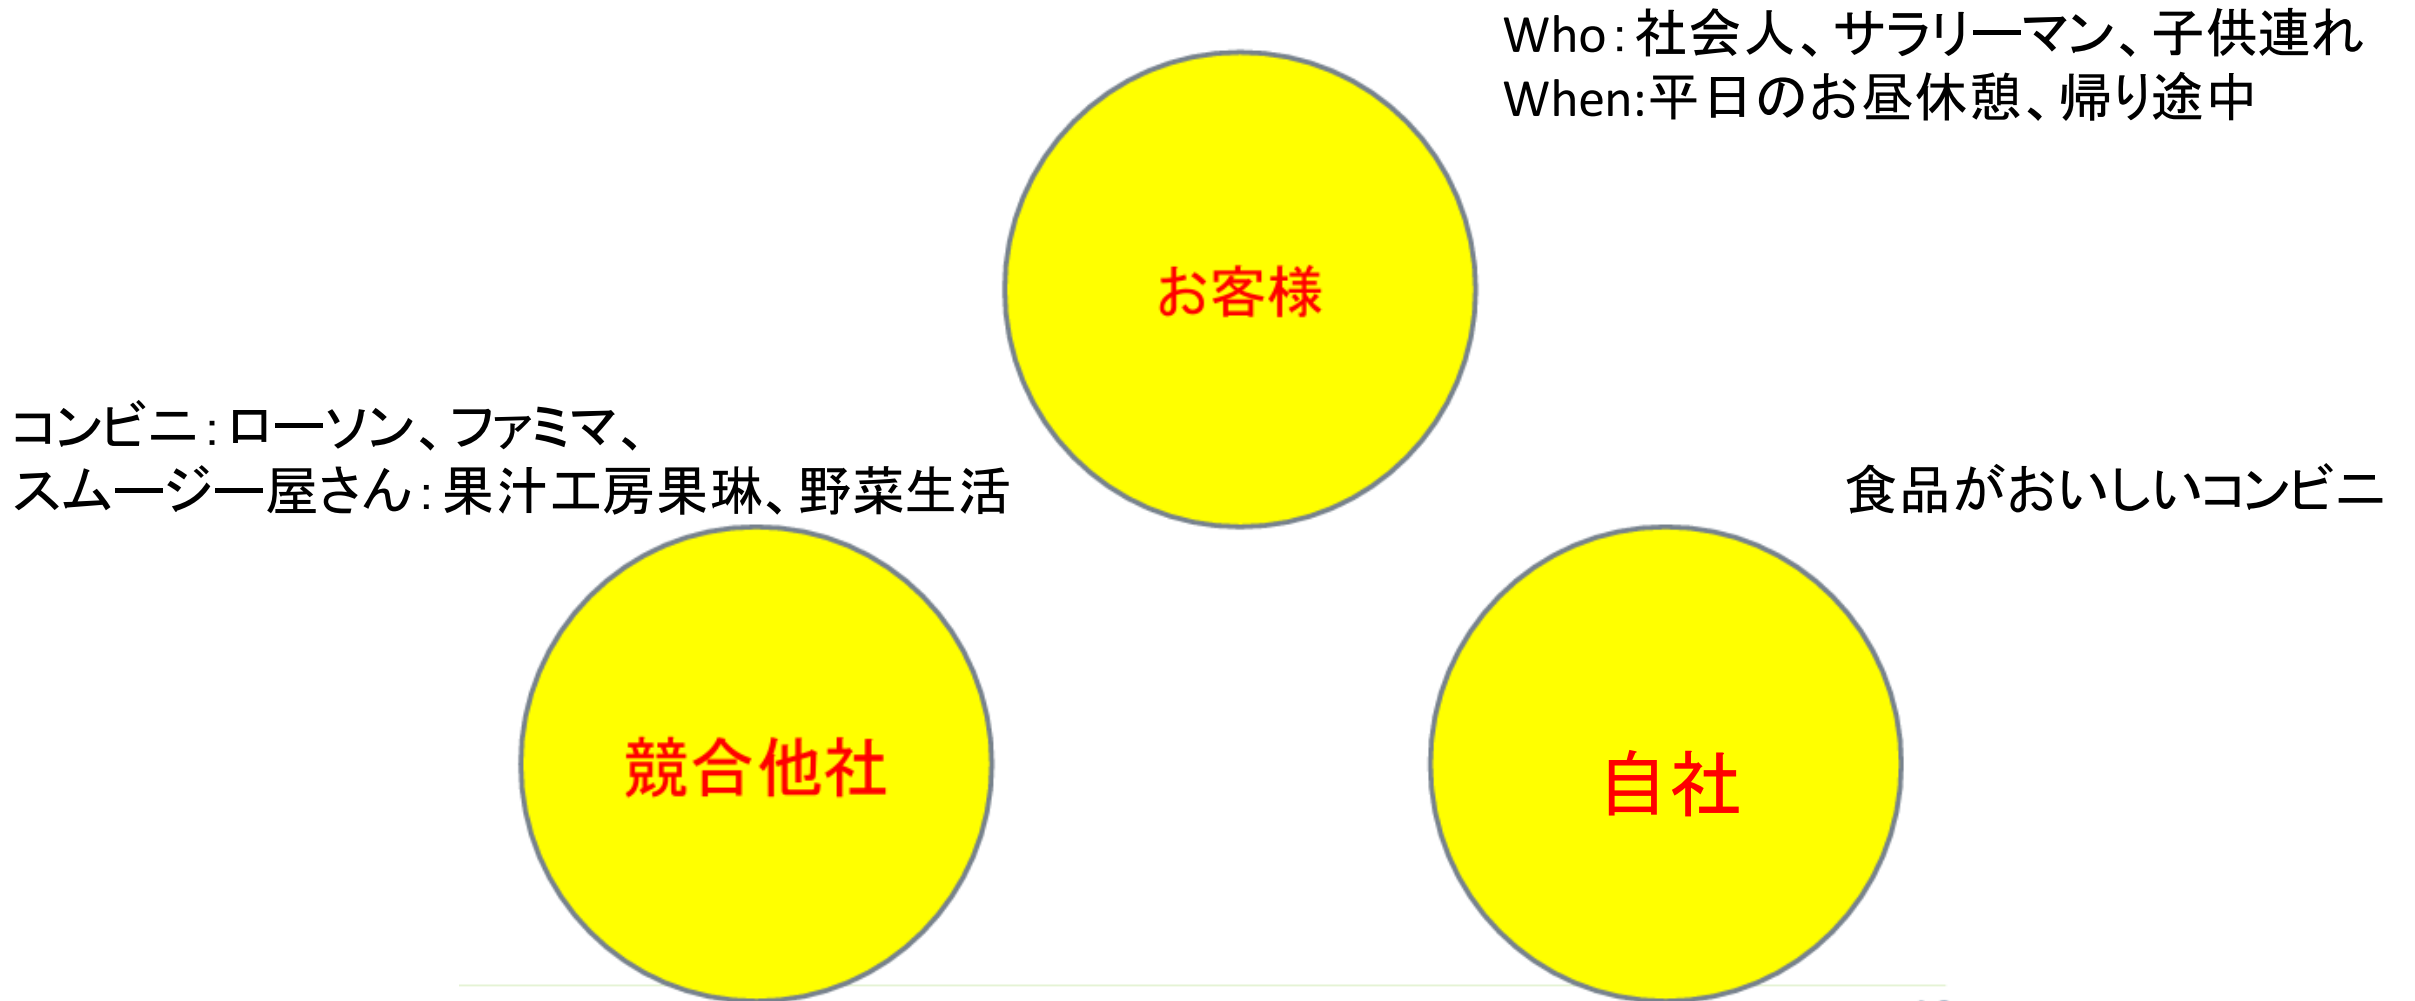 Who：社会人、サラリーマン、子供連れ
When:平日のお昼休憩、帰り途中
お客様
コンビニ：ローソン、ファミマ、
スムージー屋さん：果汁工房果琳、野菜生活
食品がおいしいコンビニ
競合他社
自社